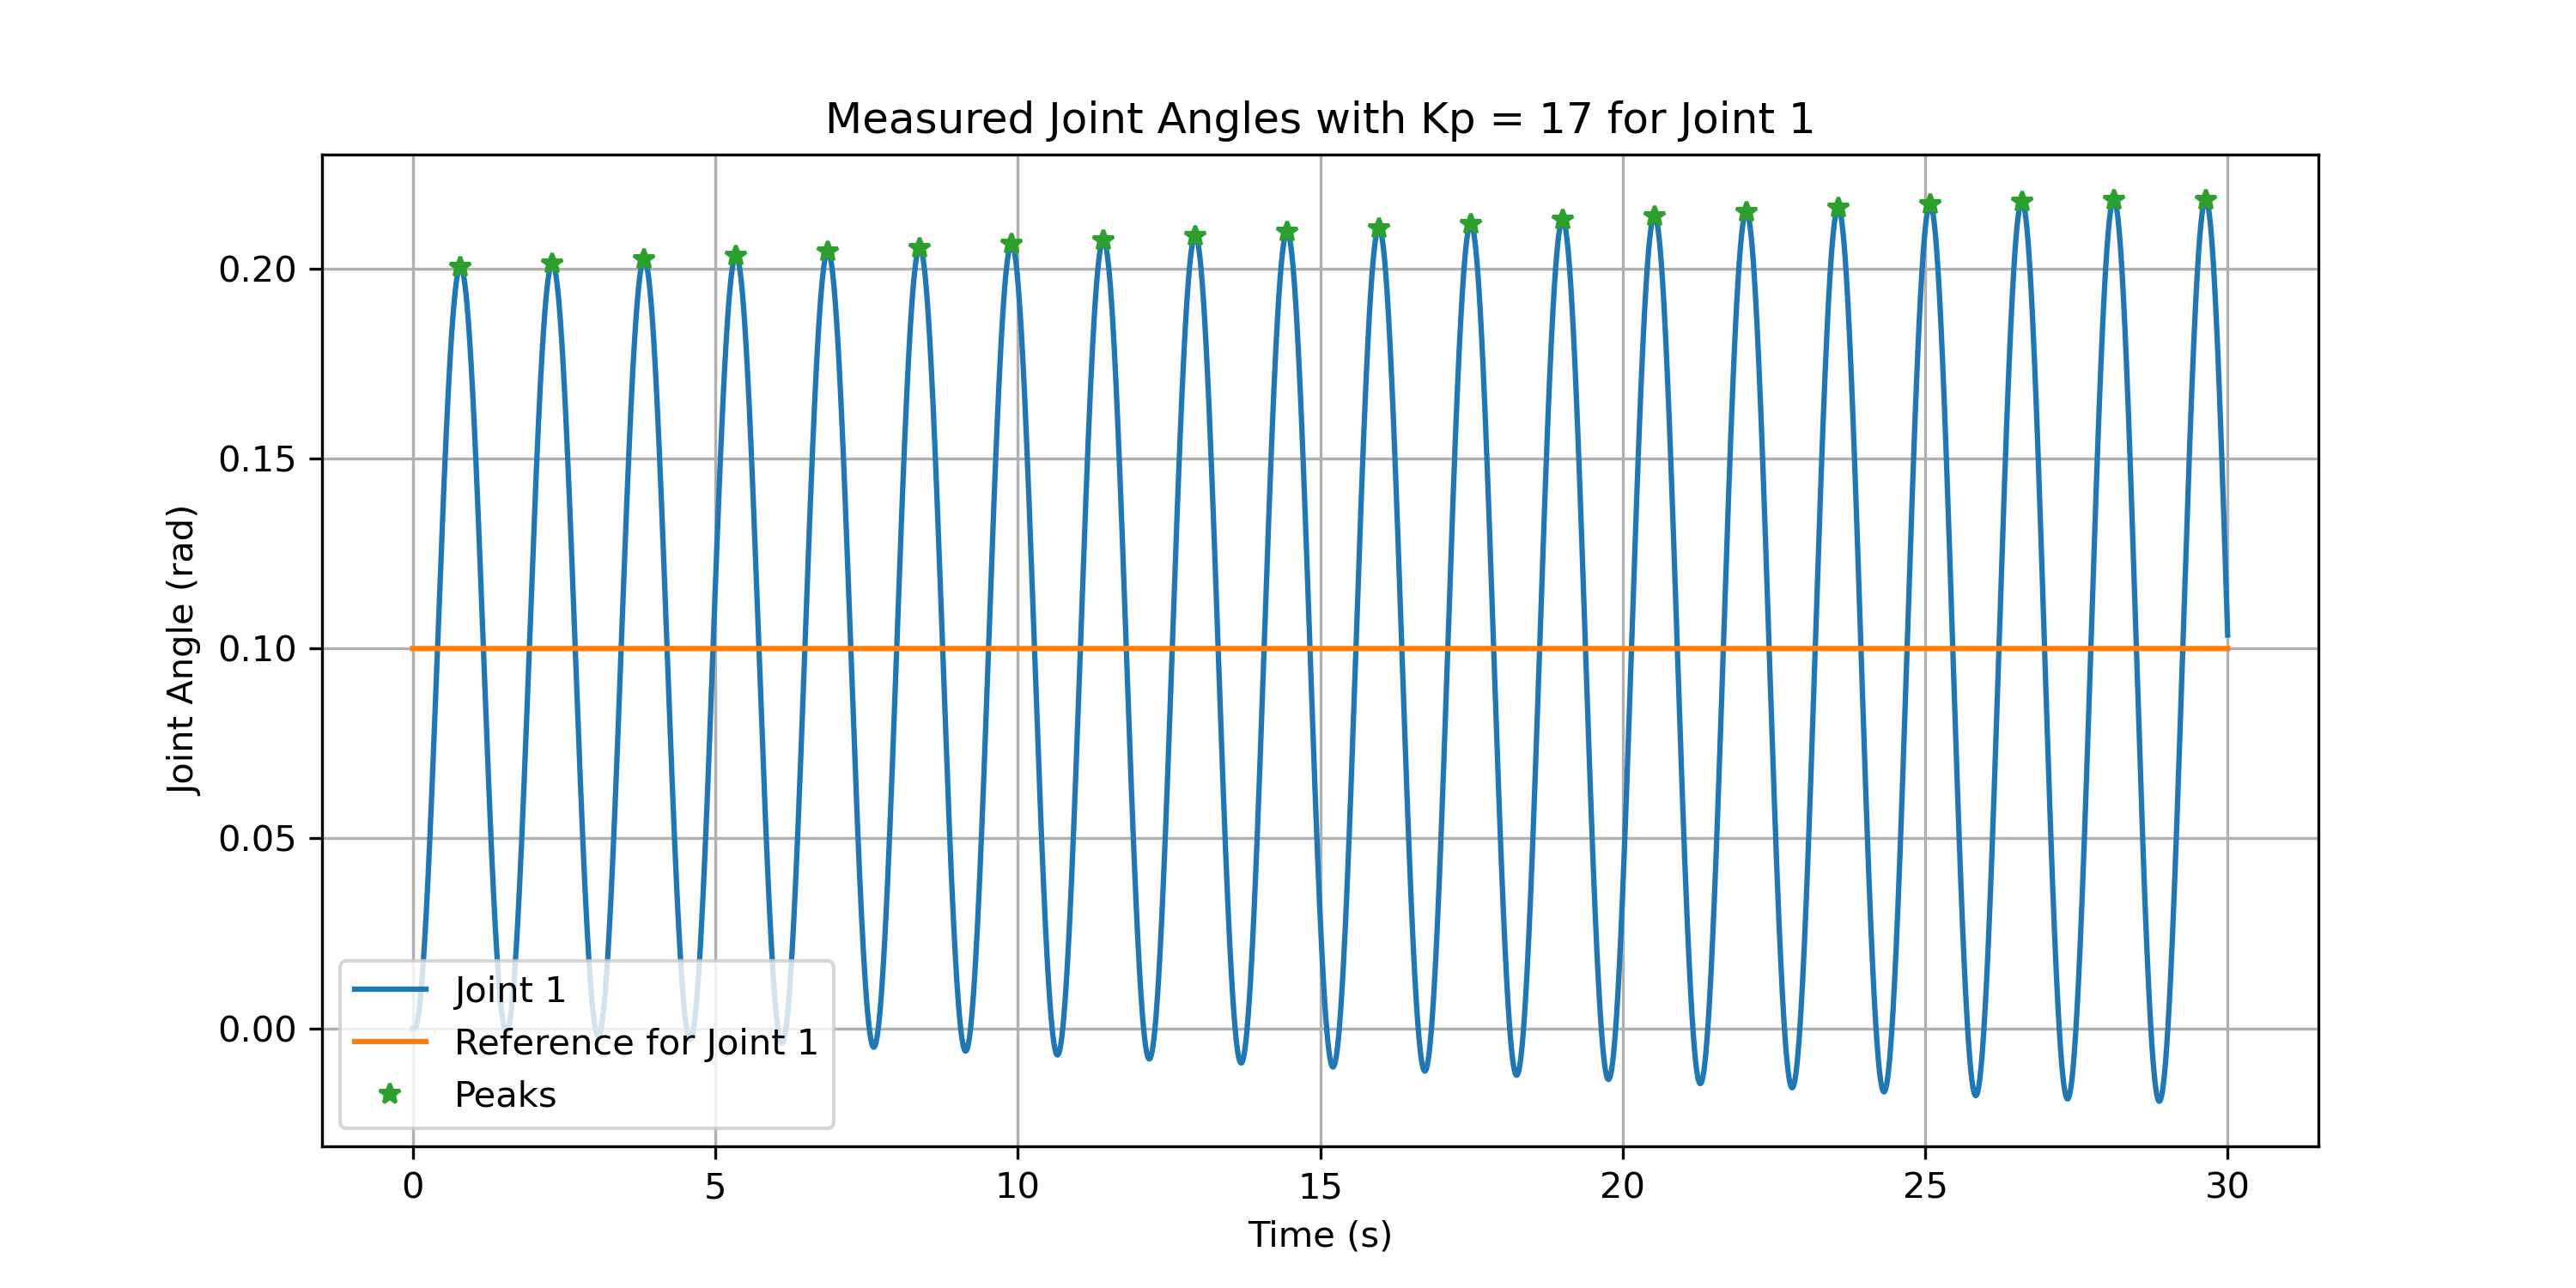 Measured Joint Angles with Kp = 17 for Joint 1
Joint Angle (rad)
0.20
0.15
0.10
0.05
0.00
Joint 1
Reference for Joint 1
Peaks
0 5 10 15 20 25 30
Time (s)